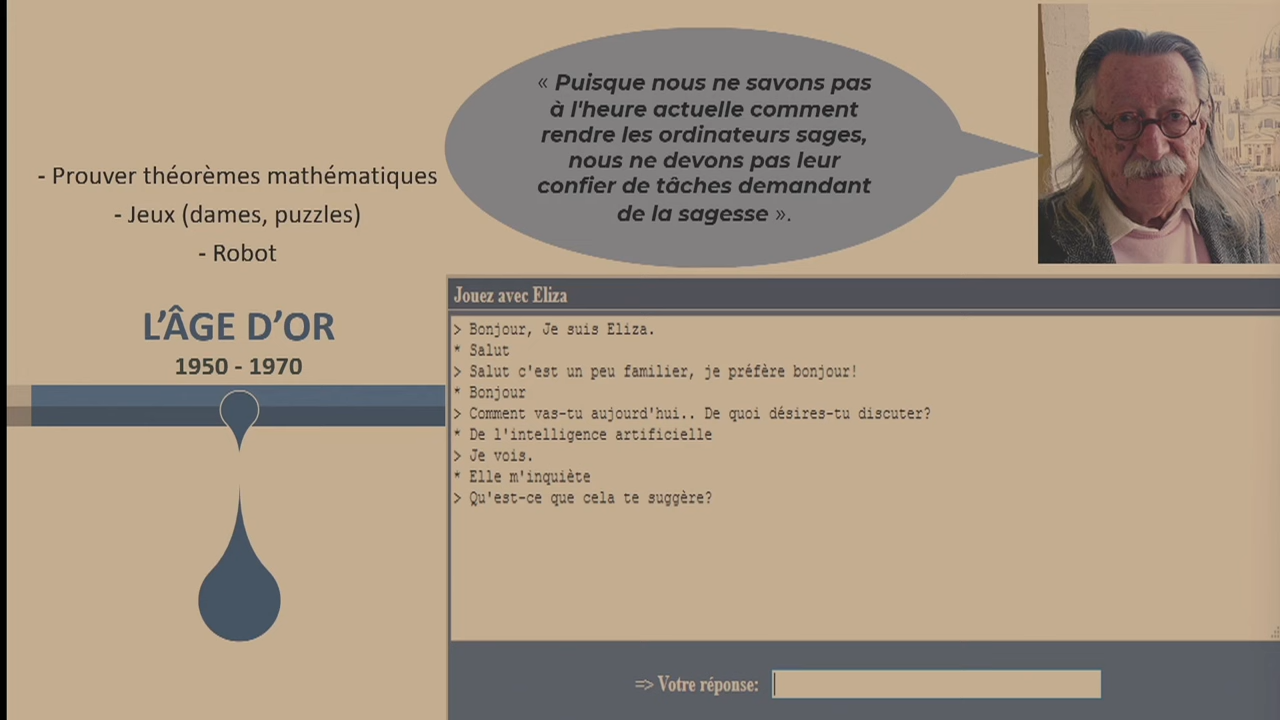 - Prouver théorèmes mathématiques
- Jeux (dames, puzzles)
- Robot
L'ÂGE D'OR
1950 - 1970
« Puisque nous ne savons pas
à l'heure actuelle comment
rendre les ordinateurs sages,
nous ne devons pas leur
confier de tâches demandant
de la sagesse ».
Jouez avec Eliza
> Bonjour, Je suis Eliza.
* Salut
> Salut c'est un peu familier, je préfère bonjour!
* Bonjour
> Comment vas-tu aujourd'hui.. De quoi désires-tu discuter?
* De l'intelligence artificielle
> Je vois.
* Elle m'inquiète
> Qu'est-ce que cela te suggère?
=> Votre réponse: